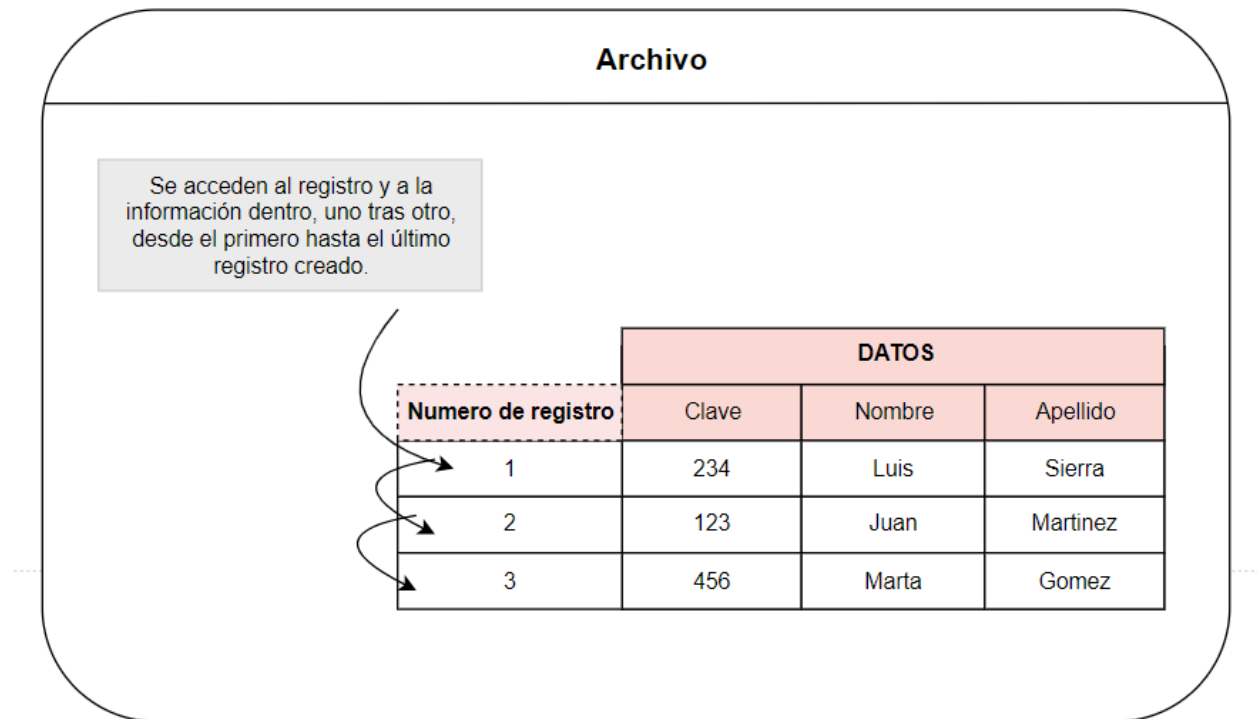 Archivo
Se acceden al registro y a la
información dentro, uno tras otro,
desde el primero hasta el último
registro creado.
DATOS
Numero de registro Clave Nombre Apellido
1 234 Luis Sierra
2 123 Juan Martinez
3 456 Marta Gomez